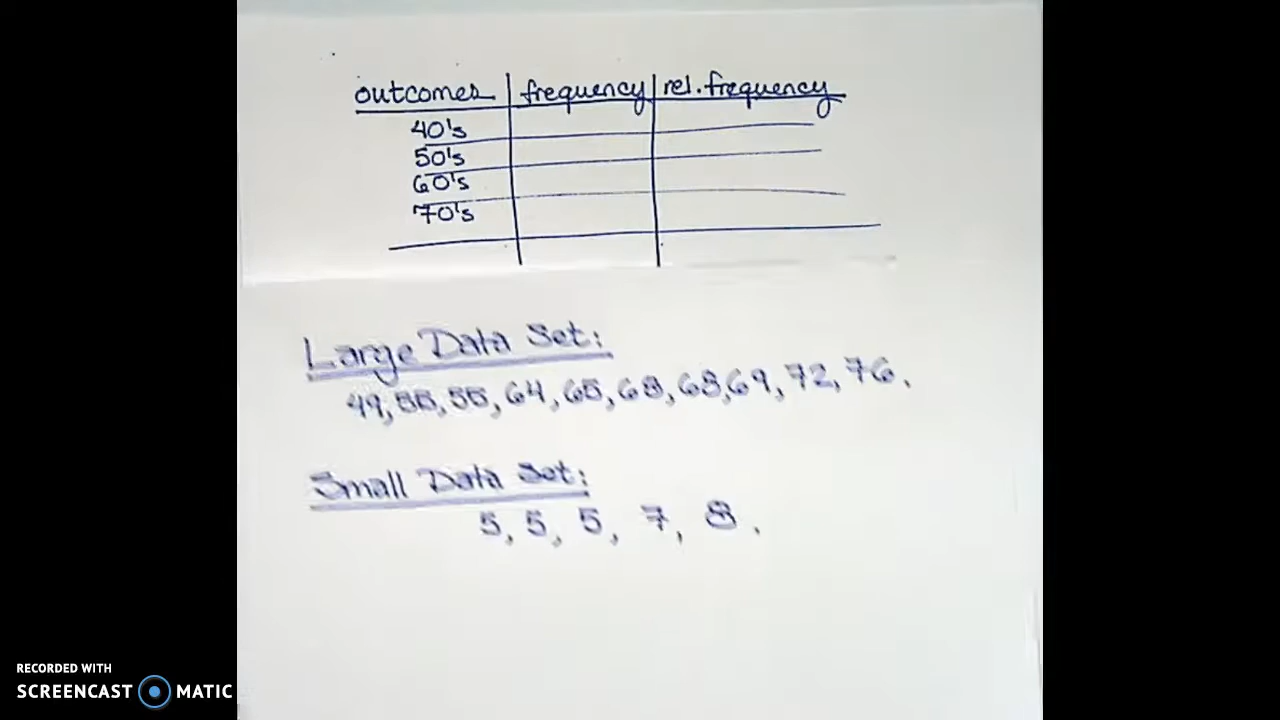 outcomes frequency rel. frequency
40's
50's
60's
70's
Large Data Set:
49, 55, 55, 64, 65, 68, 68, 69, 72, 76.
Small Data Set:
5, 5, 5, 7, 8.
RECORDED WITH
SCREENCAST MATIC